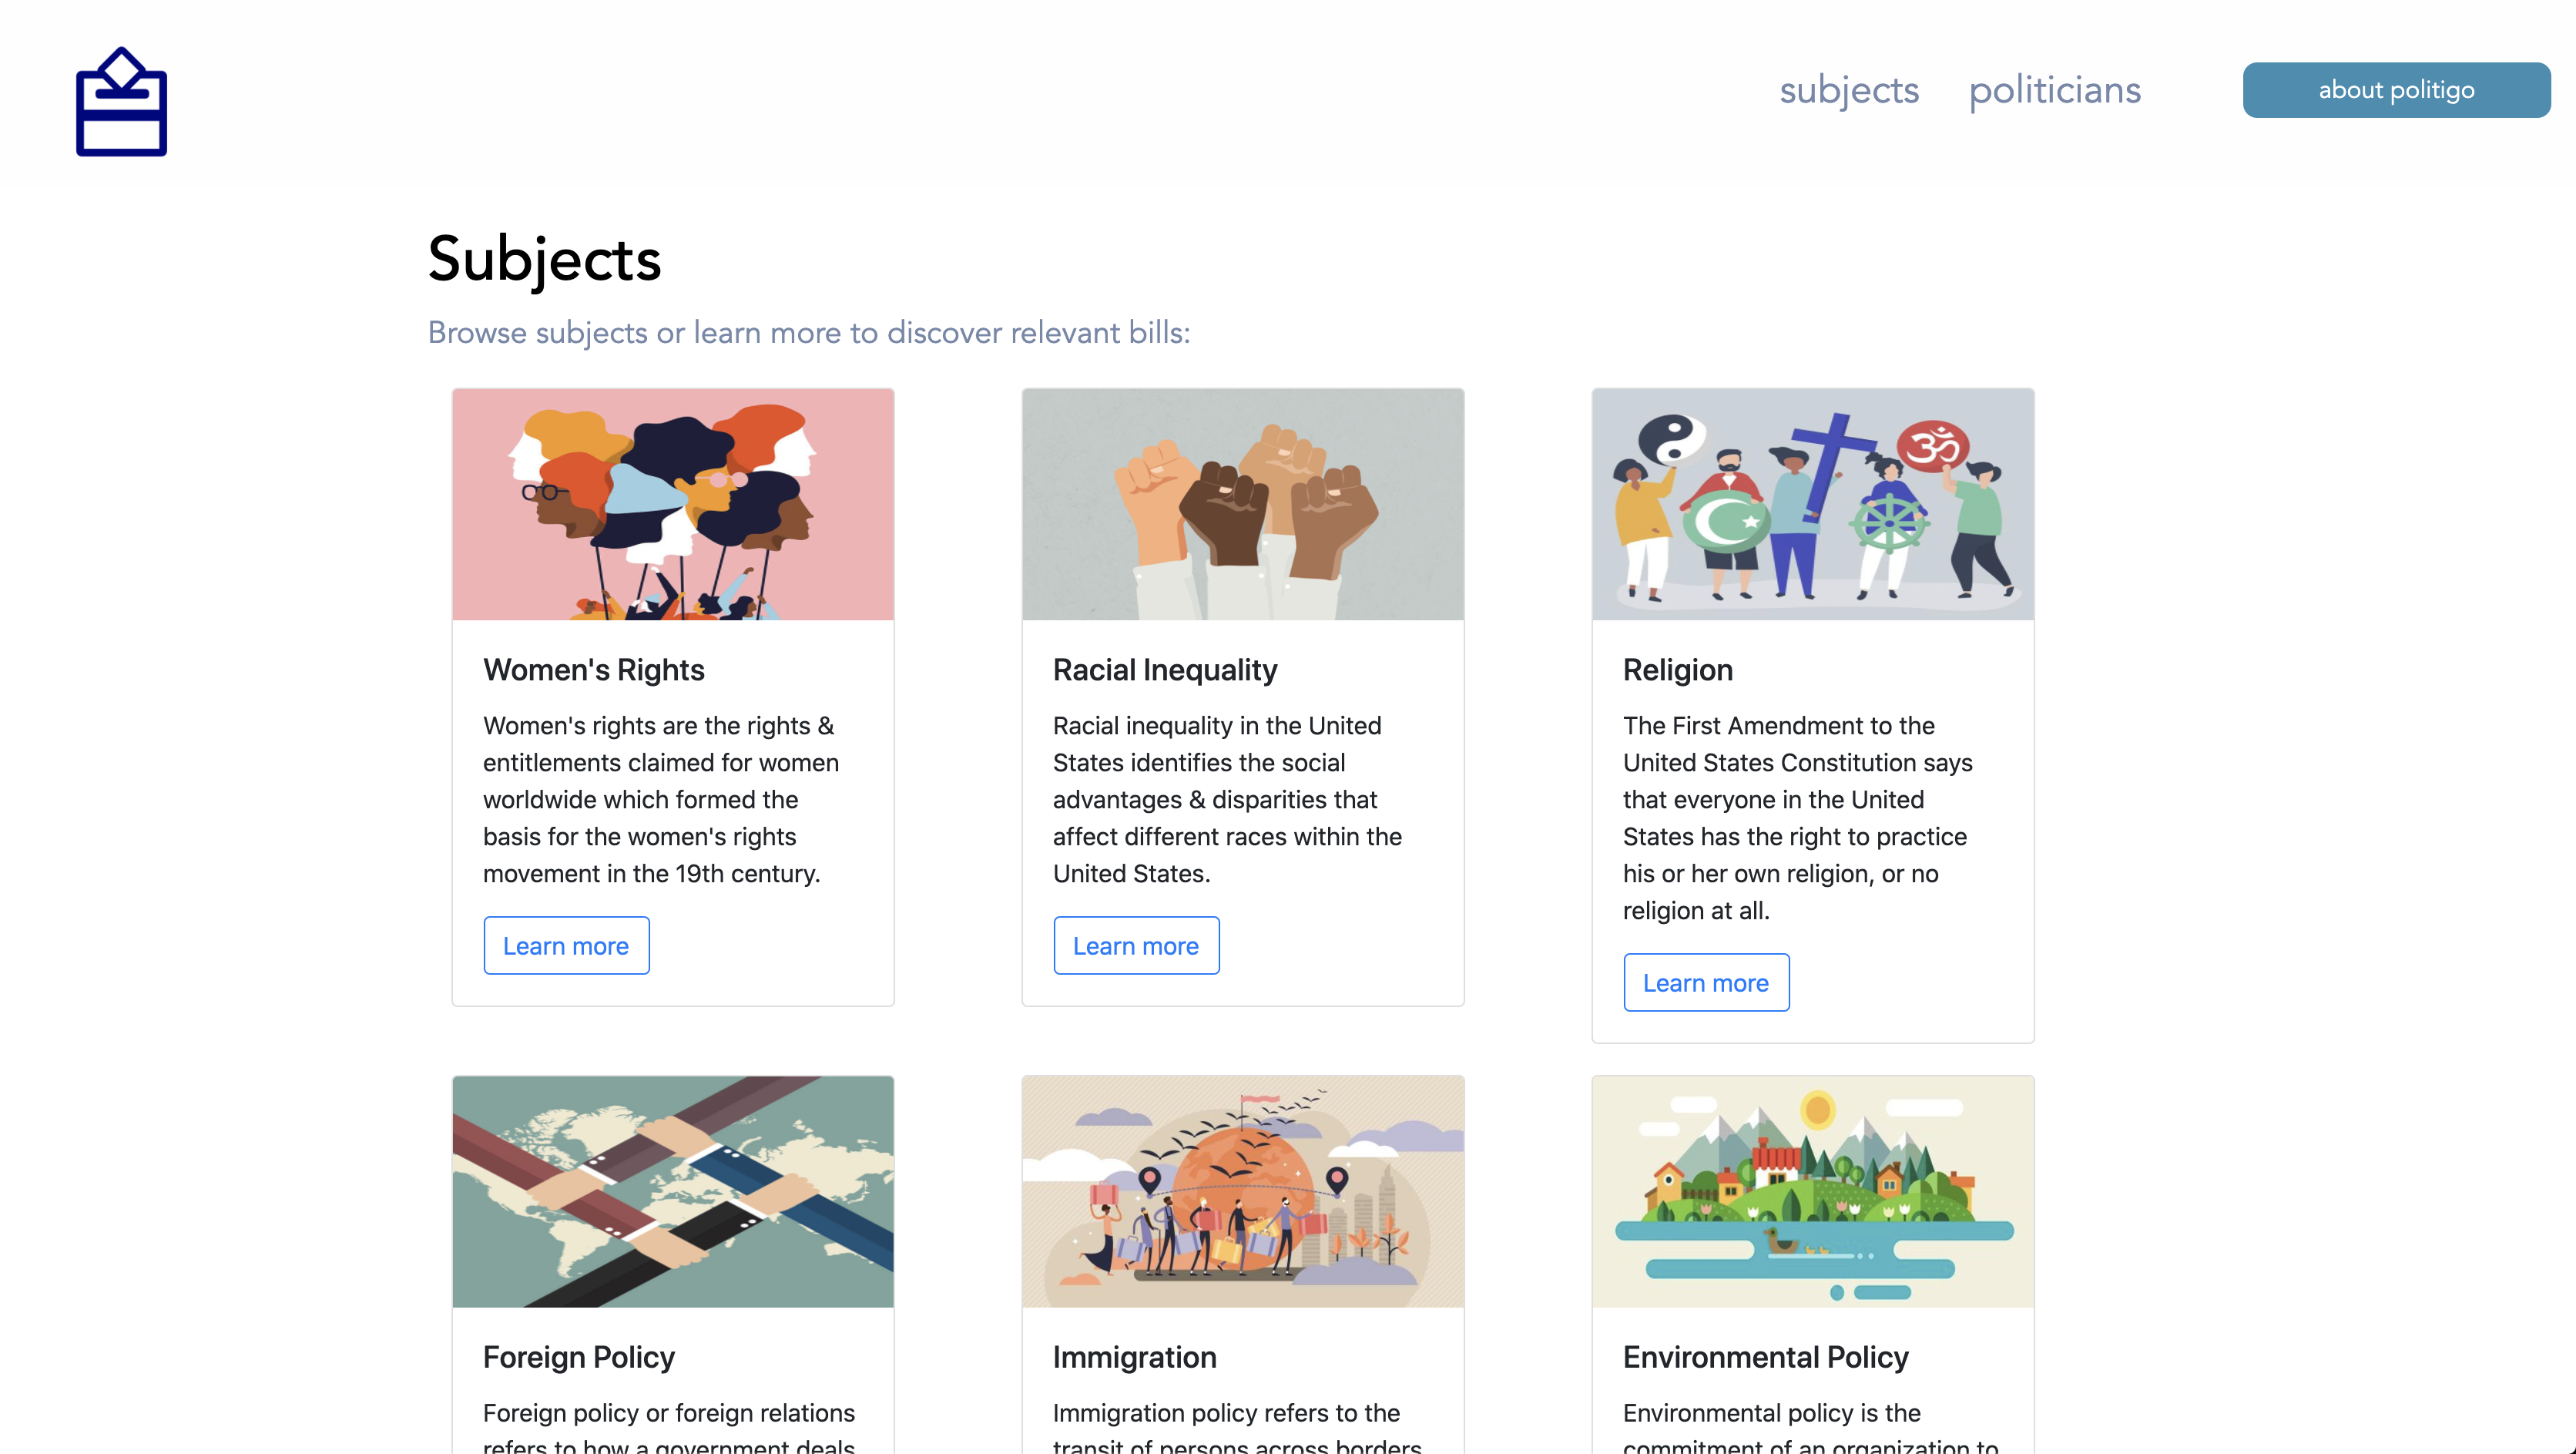 subjects politicians about politigo
Subjects
Browse subjects or learn more to discover relevant bills:
Women's Rights
Women's rights are the rights &
entitlements claimed for women
worldwide which formed the
basis for the women's rights
movement in the 19th century.
Learn more
Racial Inequality
Racial inequality in the United
States identifies the social
advantages & disparities that
affect different races within the
United States.
Learn more
Religion
The First Amendment to the
United States Constitution says
that everyone in the United
States has the right to practice
his or her own religion, or no
religion at all.
Learn more
Foreign Policy
Foreign policy or foreign relations
refers to how a government deals
Immigration
Immigration policy refers to the
transit of persons across borders
Environmental Policy
Environmental policy is the
commitment of an organization to